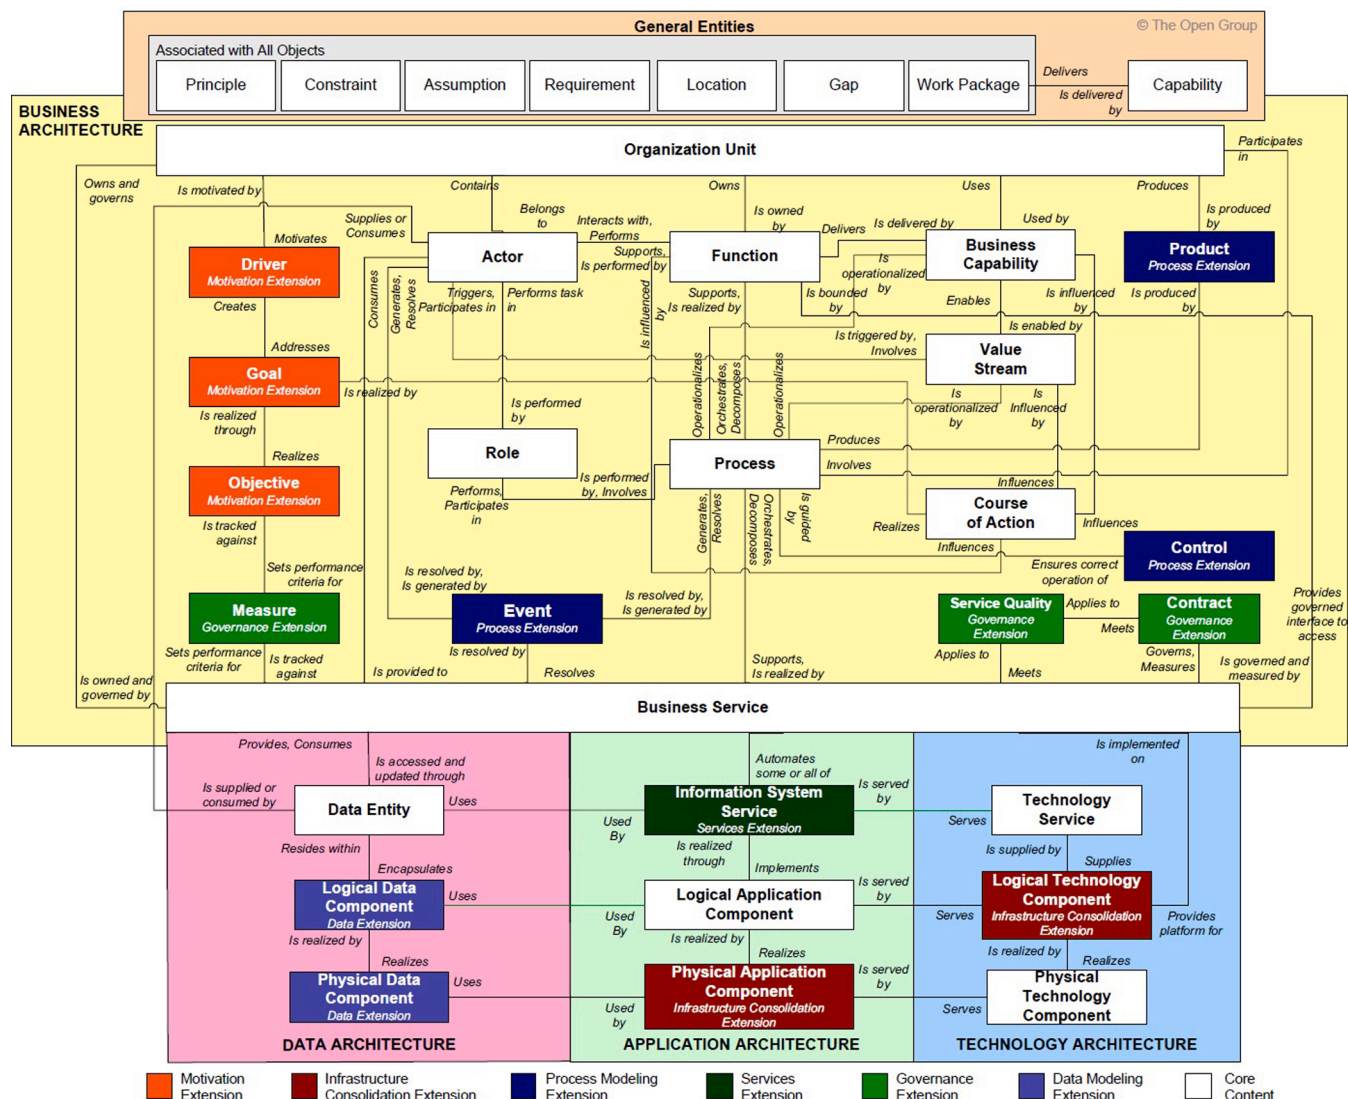 General Entities
© The Open Group
Associated with All Objects
Principle
Constraint
Assumption
Requirement
Location
Gap
Work Package
Delivers
Is delivered
by
Capability
BUSINESS
ARCHITECTURE
Organization Unit
Participates
in
Owns and
governs
Is motivated by
Contains
Owns
Uses
Produces
Supplies or
Consumes
Belongs
to
Interacts with,
Performs
Is owned
by
Delivers
Is delivered by
Used by
Is produced
by
Motivates
Driver
Motivation Extension
Actor
Supports,
Is performed by
Function
Is
operationalized
by
Business
Capability
Product
Process Extension
Creates
Consumes
Generates,
Resolves
Triggers,
Participates in
Performs task
in
Is influenced
by
Supports,
Is realized by
Is bounded
by
Enables
Is influenced
by
Is produced
by
Addresses
Goal
Motivation Extension
Is realized by
Is triggered by,
Involves
Is enabled by
Value
Stream
Is realized
through
Is performed
by
Operationalizes
Orchestrates,
Decomposes
Operationalizes
Is
operationalized
by
Is
Influenced
by
Realizes
Objective
Motivation Extension
Role
Process
Produces
Involves
Is performed
by, Involves
Performs,
Participates
in
Is tracked
against
Generates,
Resolves
Decomposes
Orchestrates,
Is guided
by
Influences
Course
of Action
Realizes
Influences
Influences
Control
Process Extension
Ensures correct
operation of
Sets performance
criteria for
Is resolved by,
Is generated by
Is resolved by,
Is generated by
Measure
Governance Extension
Event
Process Extension
Service Quality
Governance
Extension
Applies to
Meets
Contract
Governance
Extension
Provides
governed
interface to
access
Sets performance
criteria for
Is tracked
against
Is resolved by
Resolves
Supports,
Is realized by
Applies to
Meets
Governs,
Measures
Is governed and
measured by
Is owned and
governed by
Is provided to
Business Service
Provides, Consumes
Is accessed and
updated through
Automates
some or all of
Is implemented
on
Is supplied or
consumed by
Data Entity
Uses
Used
By
Information System
Service
Services Extension
Is served
by
Serves
Technology
Service
Resides within
Encapsulates
Is realized
through
Implements
Is supplied by
Supplies
Logical Data
Component
Data Extension
Uses
Used
By
Logical Application
Component
Is served
by
Serves
Logical Technology
Component
Infrastructure Consolidation
Extension
Provides
platform for
Is realized by
Realizes
Is realized by
Realizes
Is realized by
Realizes
Physical Data
Component
Data Extension
Uses
Used
by
Physical Application
Component
Infrastructure Consolidation
Extension
Is served
by
Serves
Physical
Technology
Component
DATA ARCHITECTURE
APPLICATION ARCHITECTURE
TECHNOLOGY ARCHITECTURE
Motivation
Extension
Infrastructure
Consolidation Extension
Process Modeling
Extension
Services
Extension
Governance
Extension
Data Modeling
Extension
Core
Content